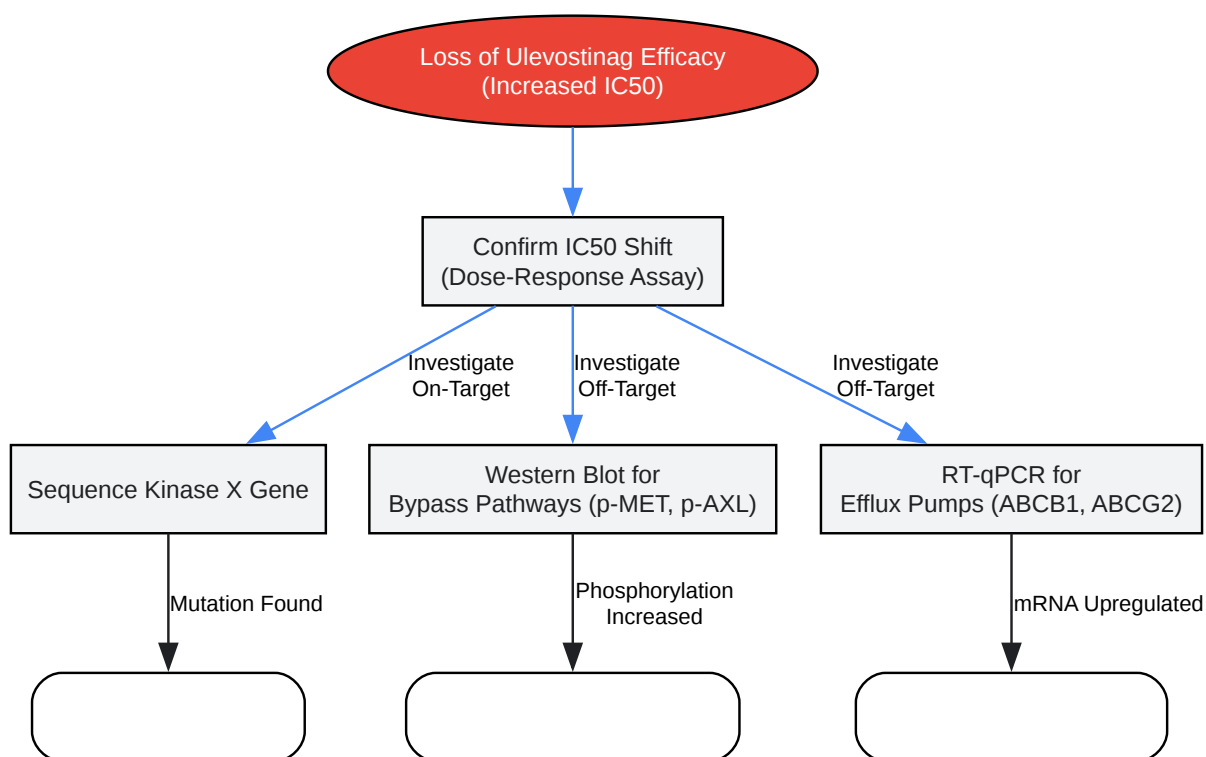 Loss of Ulevostinag Efficacy
(Increased IC50)
Confirm IC50 Shift
(Dose-Response Assay)
Investigate
On-Target
Investigate
Off-Target
Investigate
Off-Target
Sequence Kinase X Gene
Western Blot for
Bypass Pathways (p-MET, p-AXL)
RT-qPCR for
Efflux Pumps (ABCB1, ABCG2)
Mutation Found
Phosphorylation
Increased
mRNA Upregulated